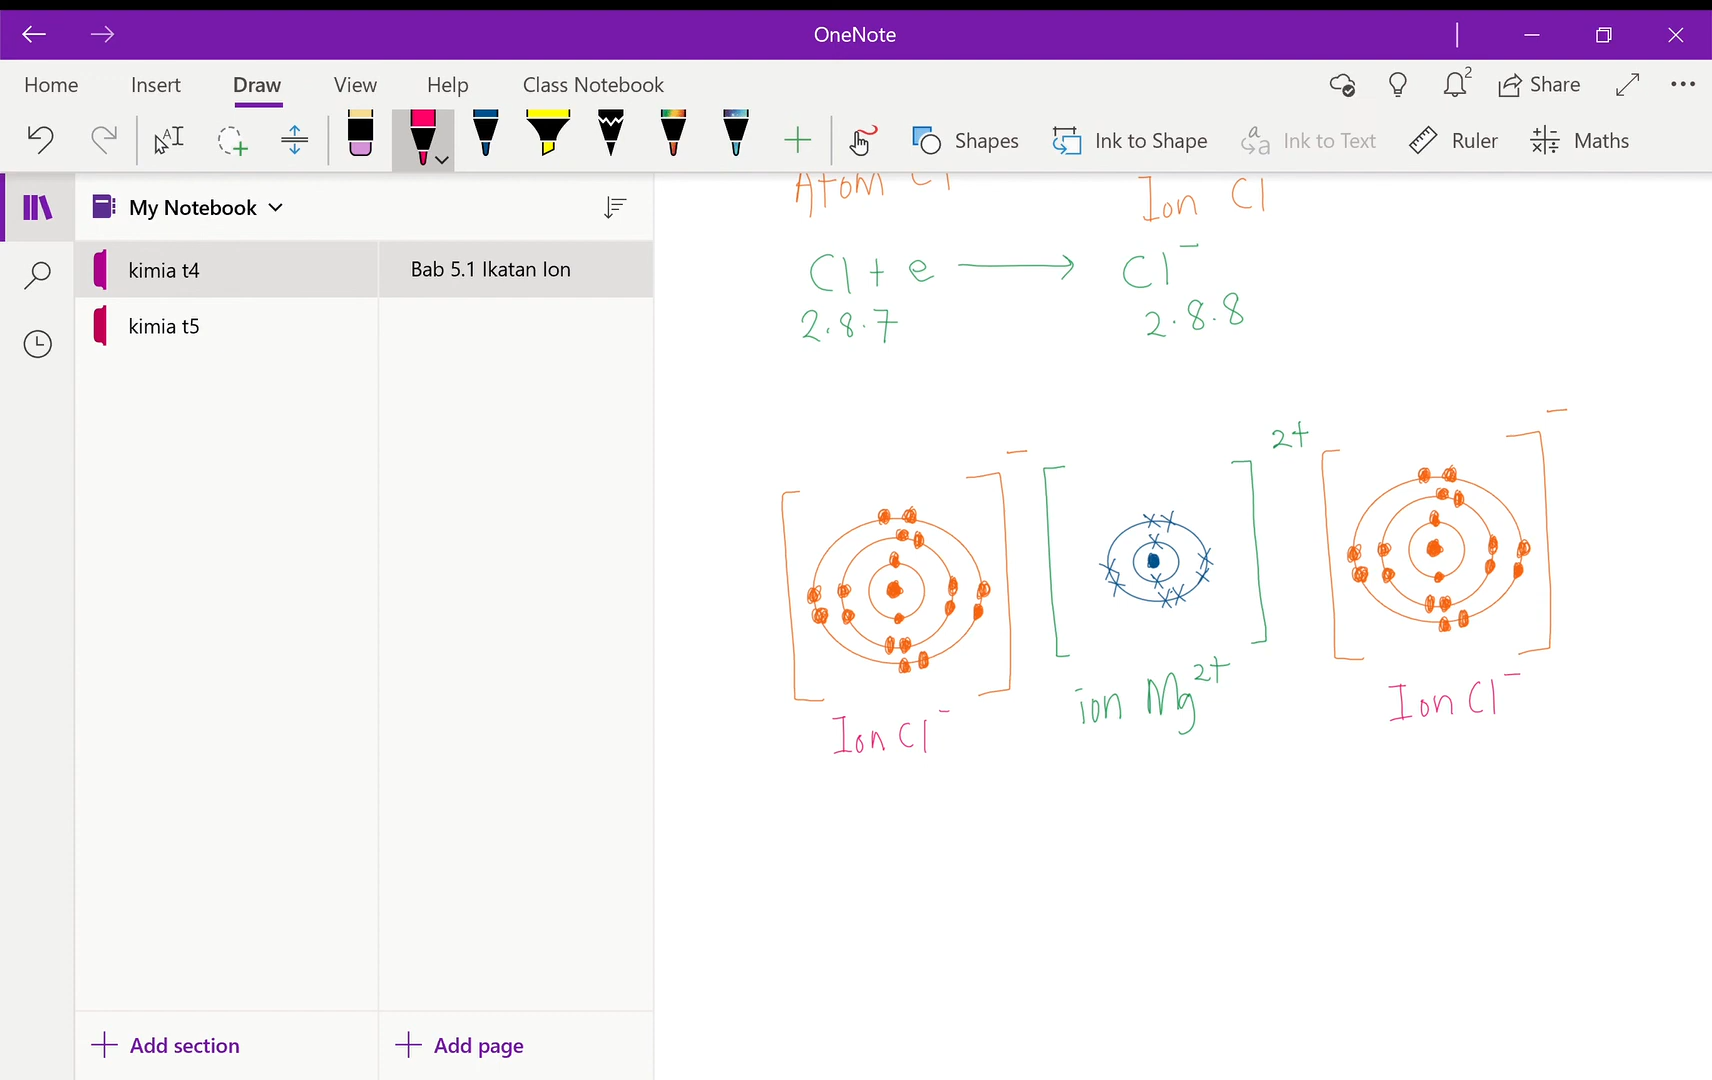 OneNote
Home Insert Draw View Help Class Notebook
2
Share
Shapes
Ink to Shape
Ink to Text
Ruler
Maths
My Notebook
kimia t4
kimia t5
Bab 5.1 Ikatan Ion
Add section
Add page
Atom Cl
Ion Cl
Cl + e ⟶ Cl⁻
2.8.7
2.8.8
[ ]⁻ [ ]²⁺ [ ]⁻
Ion Cl⁻
ion Mg²⁺
Ion Cl⁻